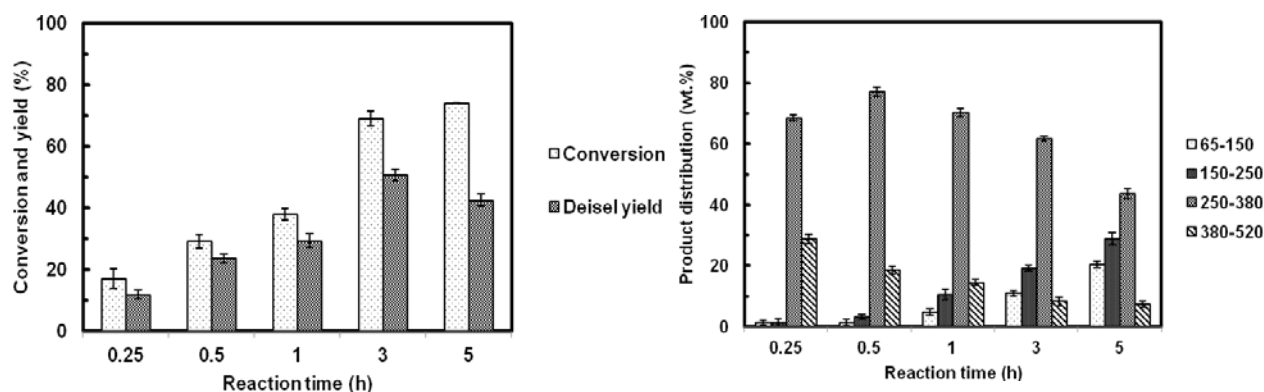 Conversion and yield (%)
100
80
60
40
20
0
0.25 0.5 1 3 5
Reaction time (h)
Conversion
Deisel yield
Product distribution (wt.%)
100
80
60
40
20
0
0.25 0.5 1 3 5
Reaction time (h)
65-150
150-250
250-380
380-520